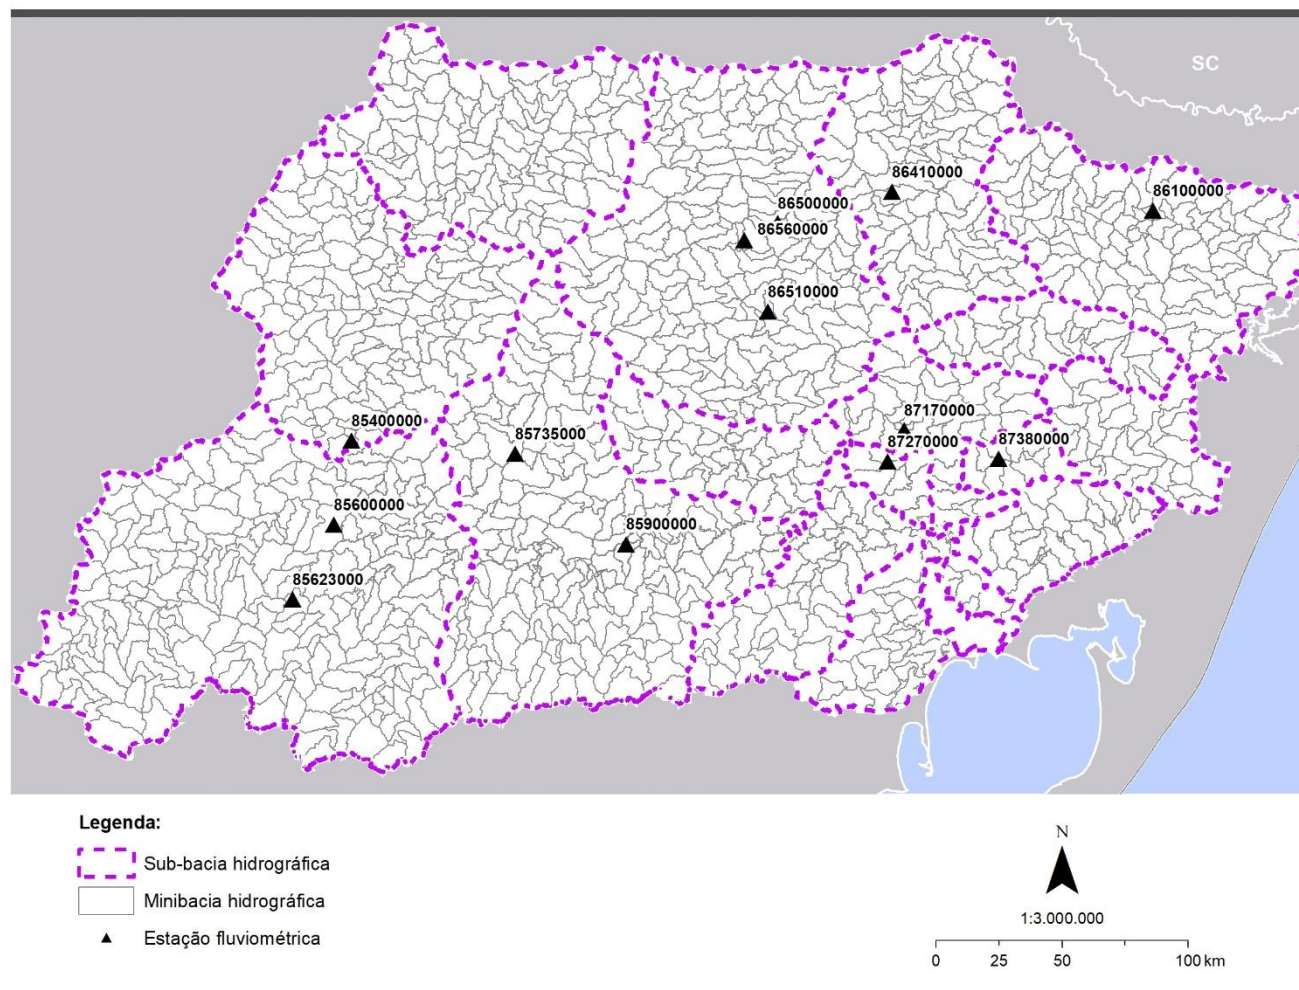 SC
86410000
86100000
86500000
86560000
86510000
87170000
85400000
85735000
87270000
87380000
85600000
85900000
85623000
Legenda:
Sub-bacia hidrográfica
Minibacia hidrográfica
Estação fluviométrica
N
1:3.000.000
0 25 50 100 km